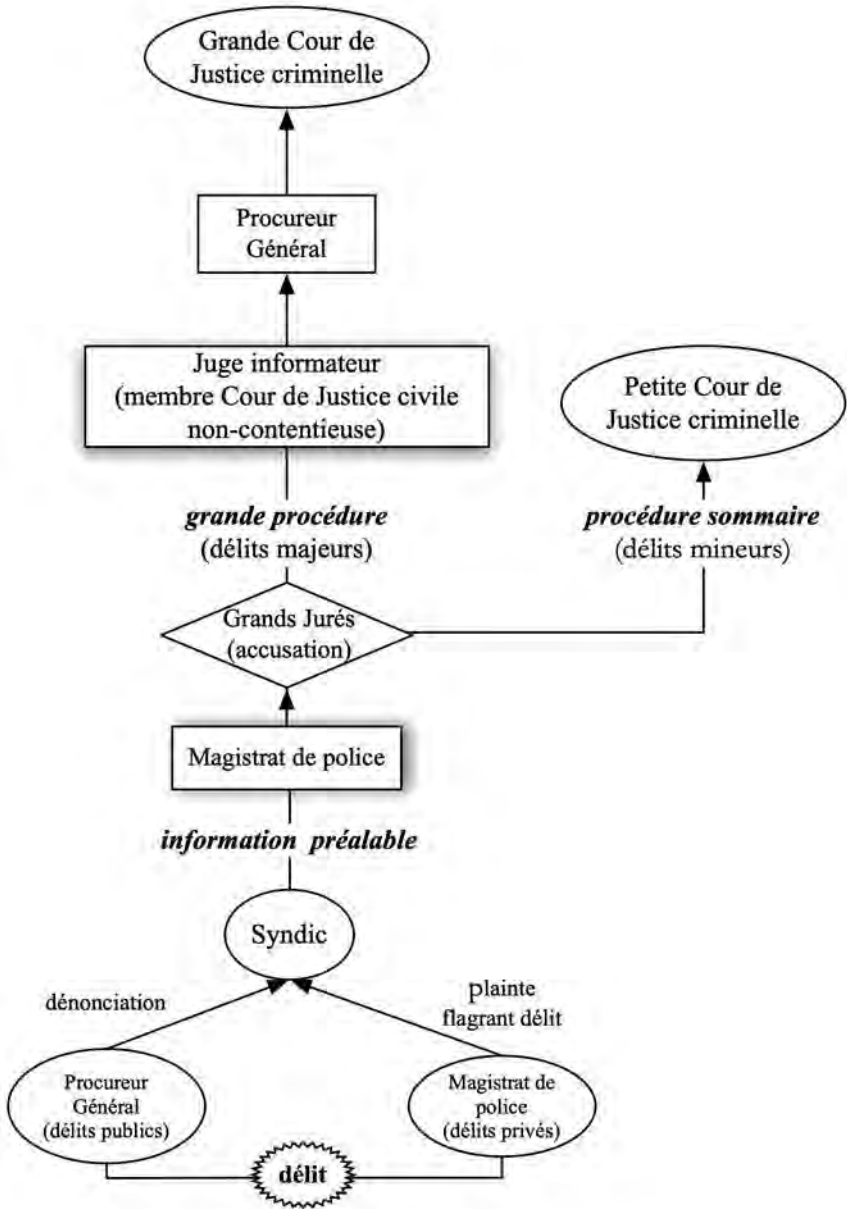 Grande Cour de
Justice criminelle
Procureur
Général
Juge informateur
(membre Cour de Justice civile
non-contentieuse)
Petite Cour de
Justice criminelle
grande procédure
(délits majeurs)
procédure sommaire
(délits mineurs)
Grands Jurés
(accusation)
Magistrat de police
information préalable
Syndic
dénonciation
plainte
flagrant délit
Procureur
Général
(délits publics)
Magistrat de
police
(délits privés)
délit